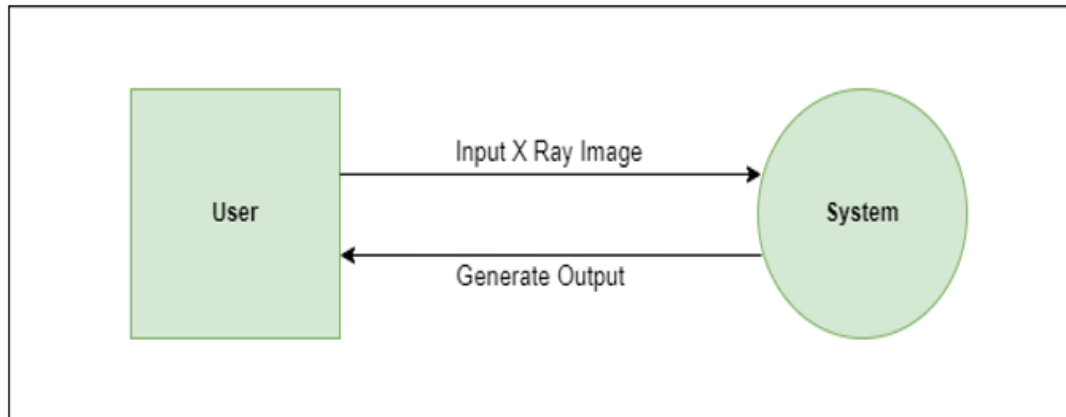 Input X Ray Image
User
System
Generate Output